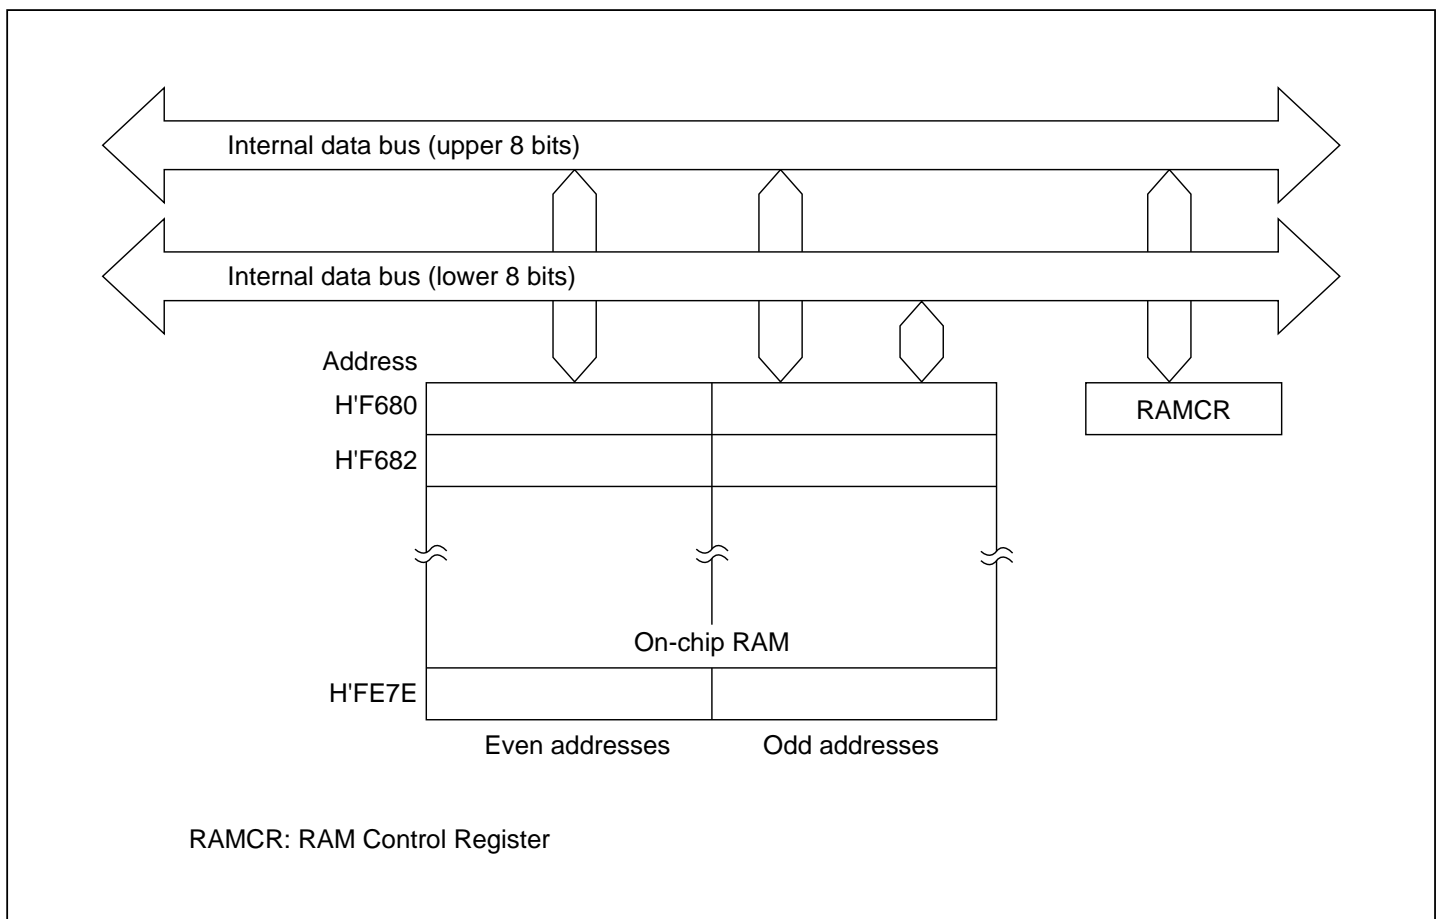 Internal data bus (upper 8 bits)
Internal data bus (lower 8 bits)
Address
H'F680
RAMCR
H'F682
On-chip RAM
H'FE7E
Even addresses
Odd addresses
RAMCR: RAM Control Register